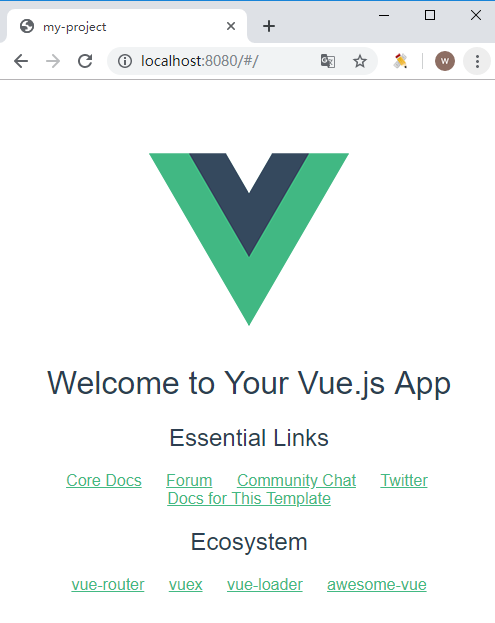 my-project
localhost:8080/#/
W
Welcome to Your Vue.js App
Essential Links
Core Docs Forum Community Chat Twitter
Docs for This Template
Ecosystem
vue-router vuex vue-loader awesome-vue